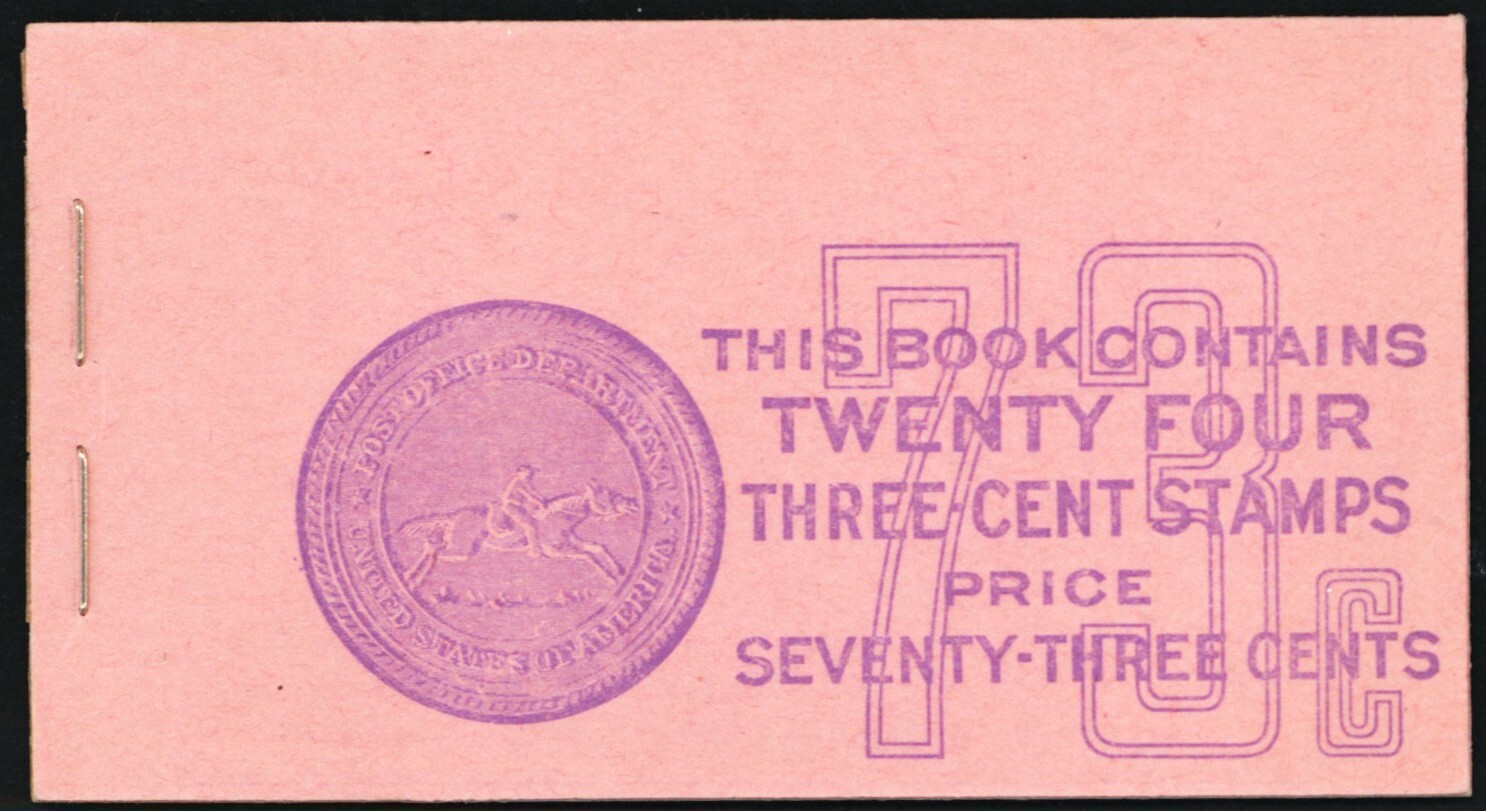 POST OFFICE DEPARTMENT
UNITED STATES OF AMERICA
73c
THIS BOOK CONTAINS
TWENTY FOUR
THREE-CENT STAMPS
PRICE
SEVENTY-THREE CENTS